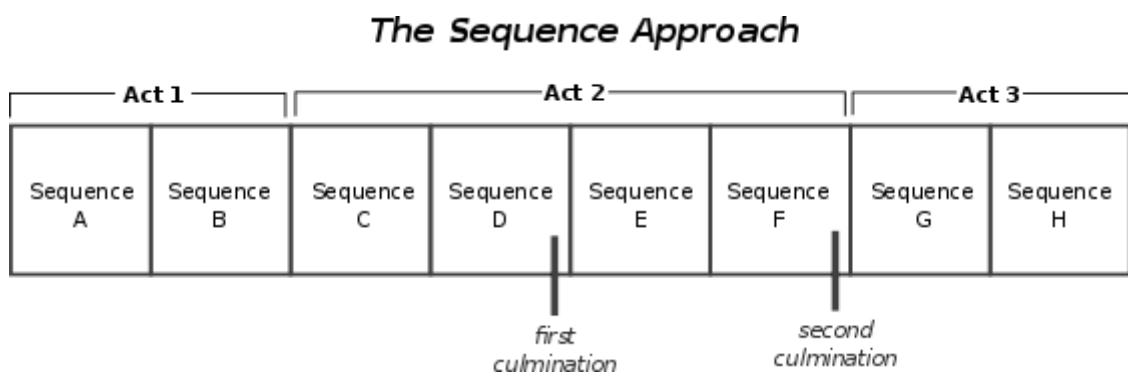 The Sequence Approach
Act 1 Act 2 Act 3
Sequence A
Sequence B
Sequence C
Sequence D
Sequence E
Sequence F
Sequence G
Sequence H
first culmination
second culmination